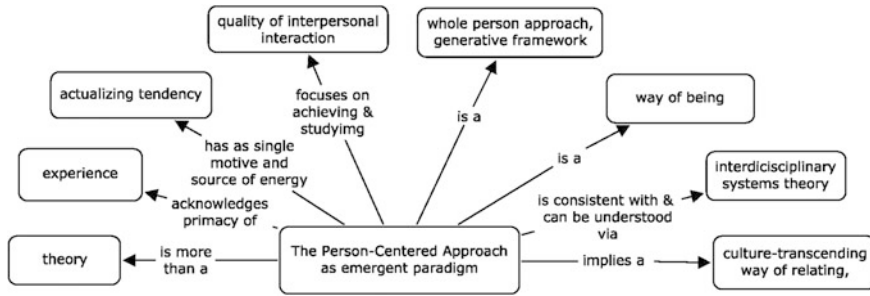 quality of interpersonal
interaction
whole person approach,
generative framework
actualizing tendency
focuses on
achieving &
studyimg
way of being
is a
has as single
motive and
source of energy
is a
experience
interdicisciplinary
systems theory
acknowledges
primacy of
is consistent with &
can be understood
via
theory
is more
than a
The Person-Centered Approach
as emergent paradigm
implies a
culture-transcending
way of relating,